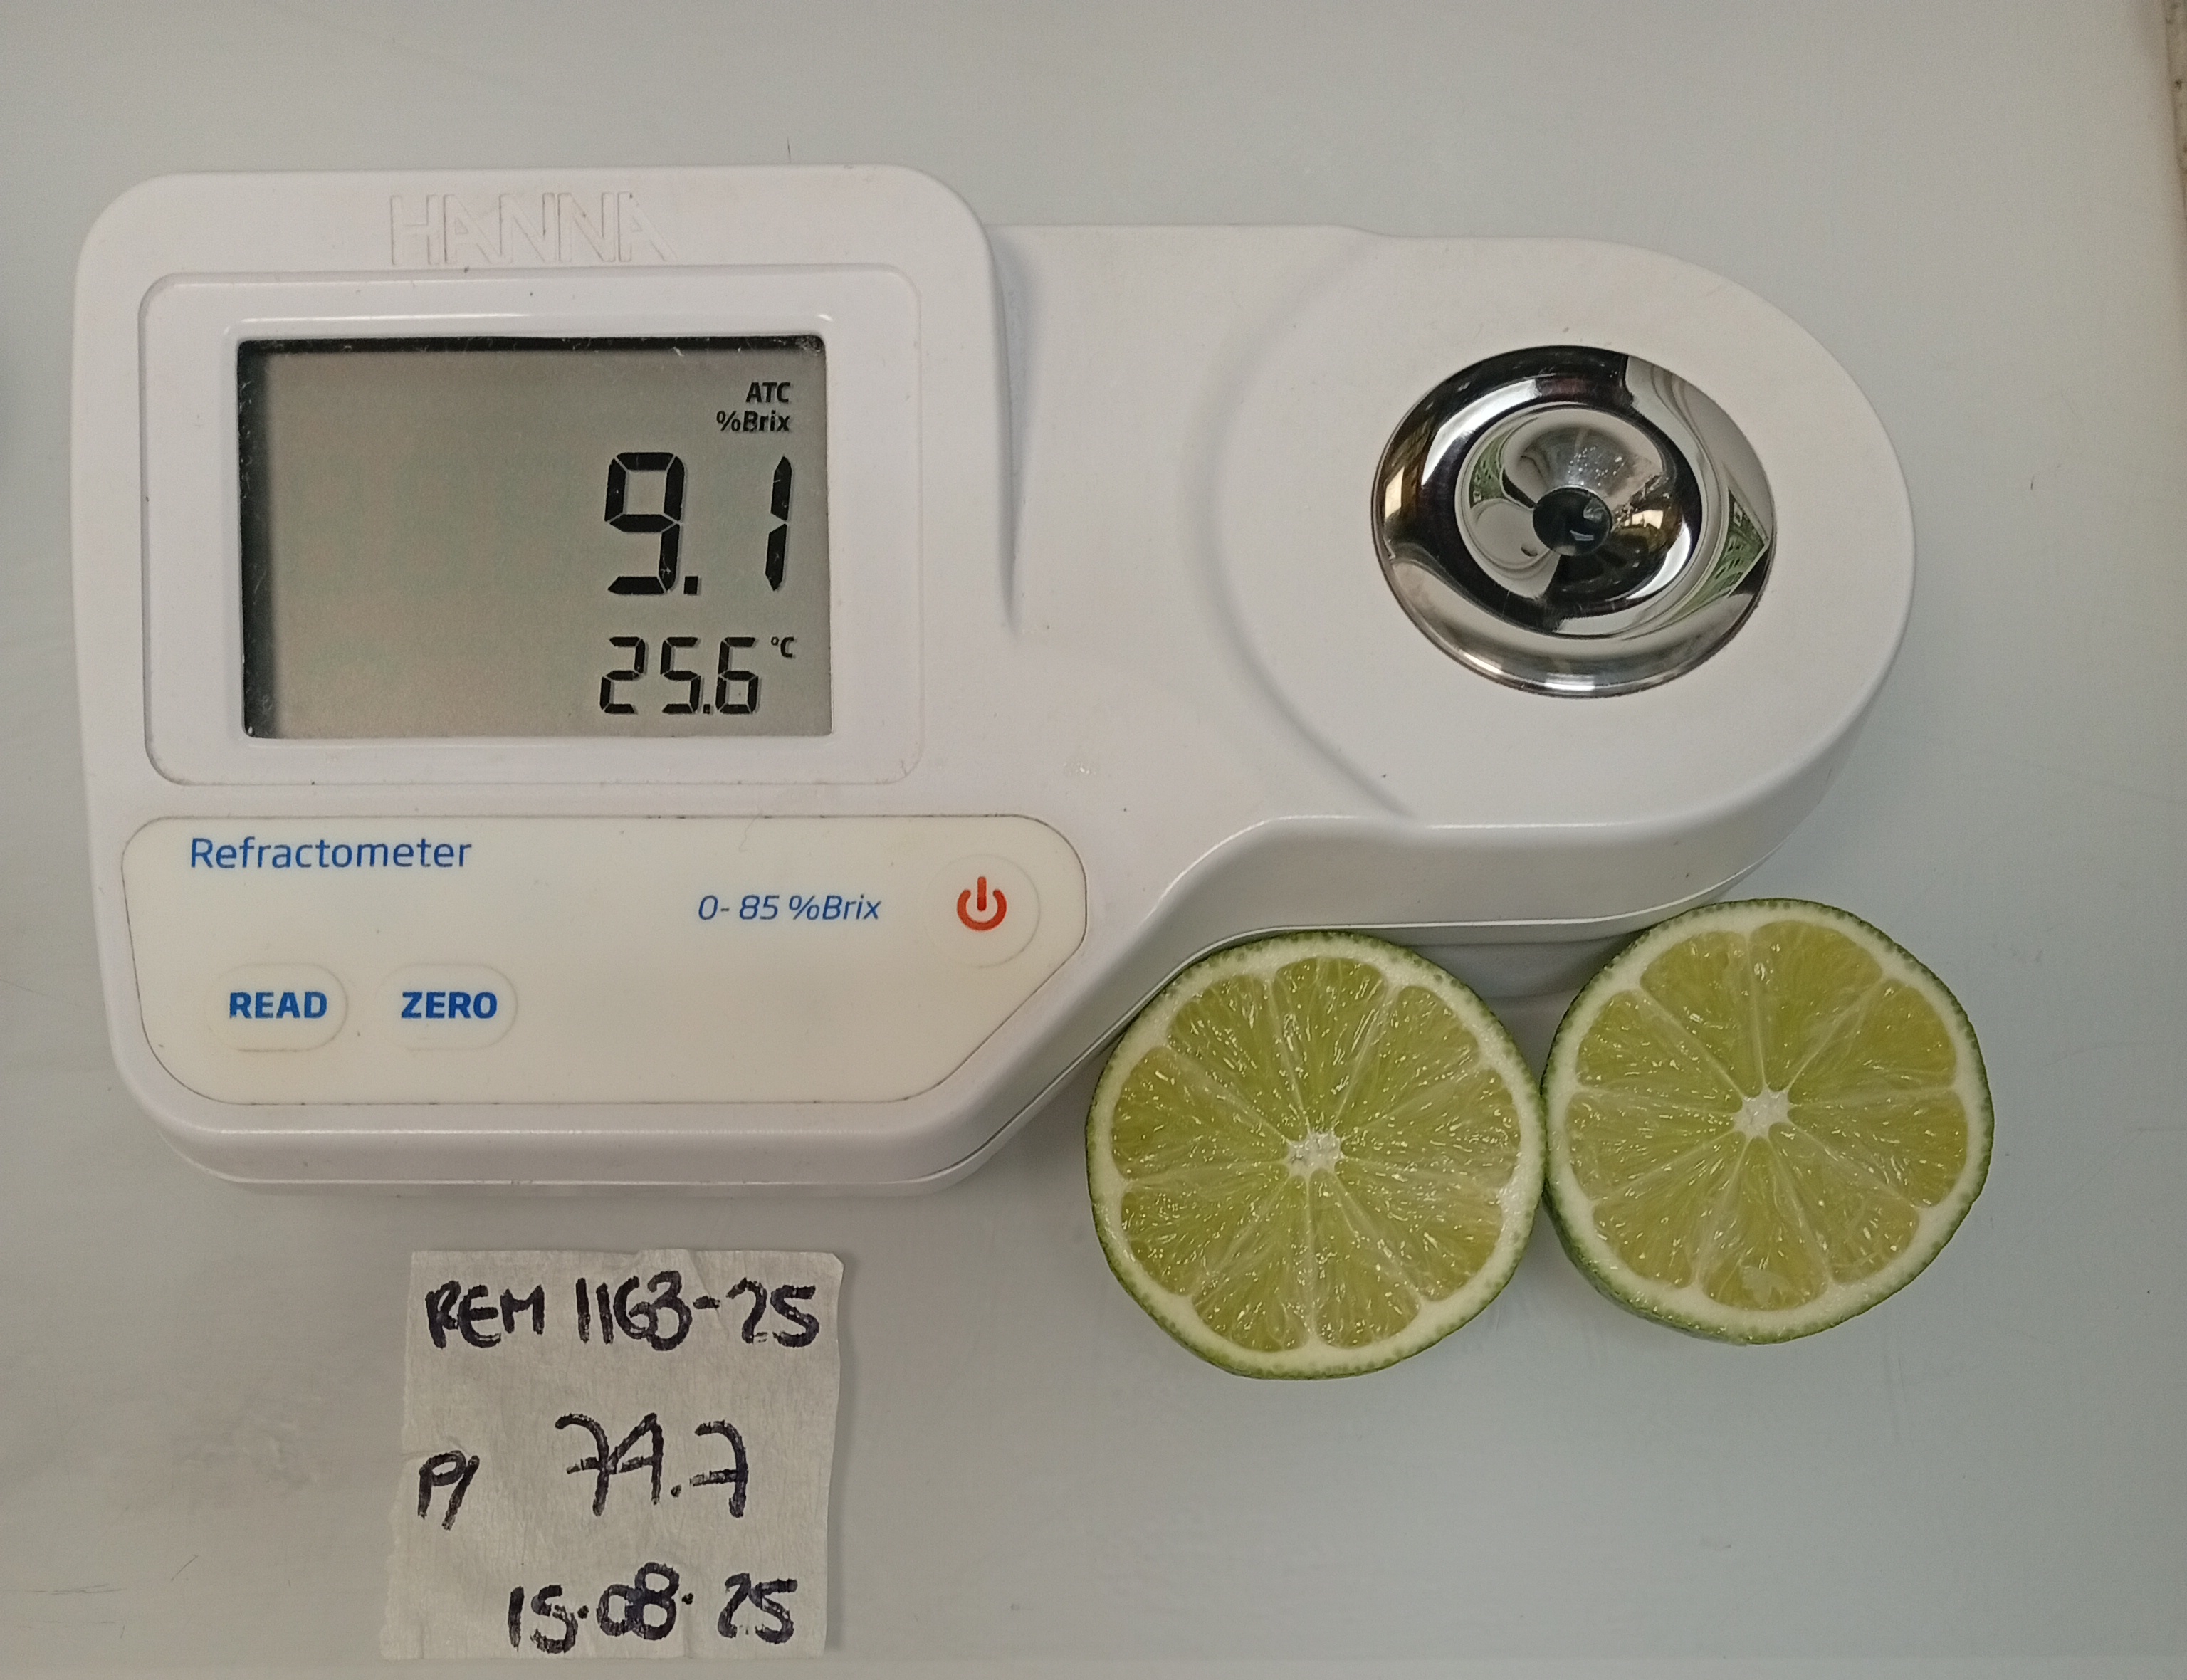 HANNA
ATC
%Brix
9.1
25.6 °C
Refractometer
0-85 %Brix
READ ZERO
REM 1163-25
74.7
15.08.25